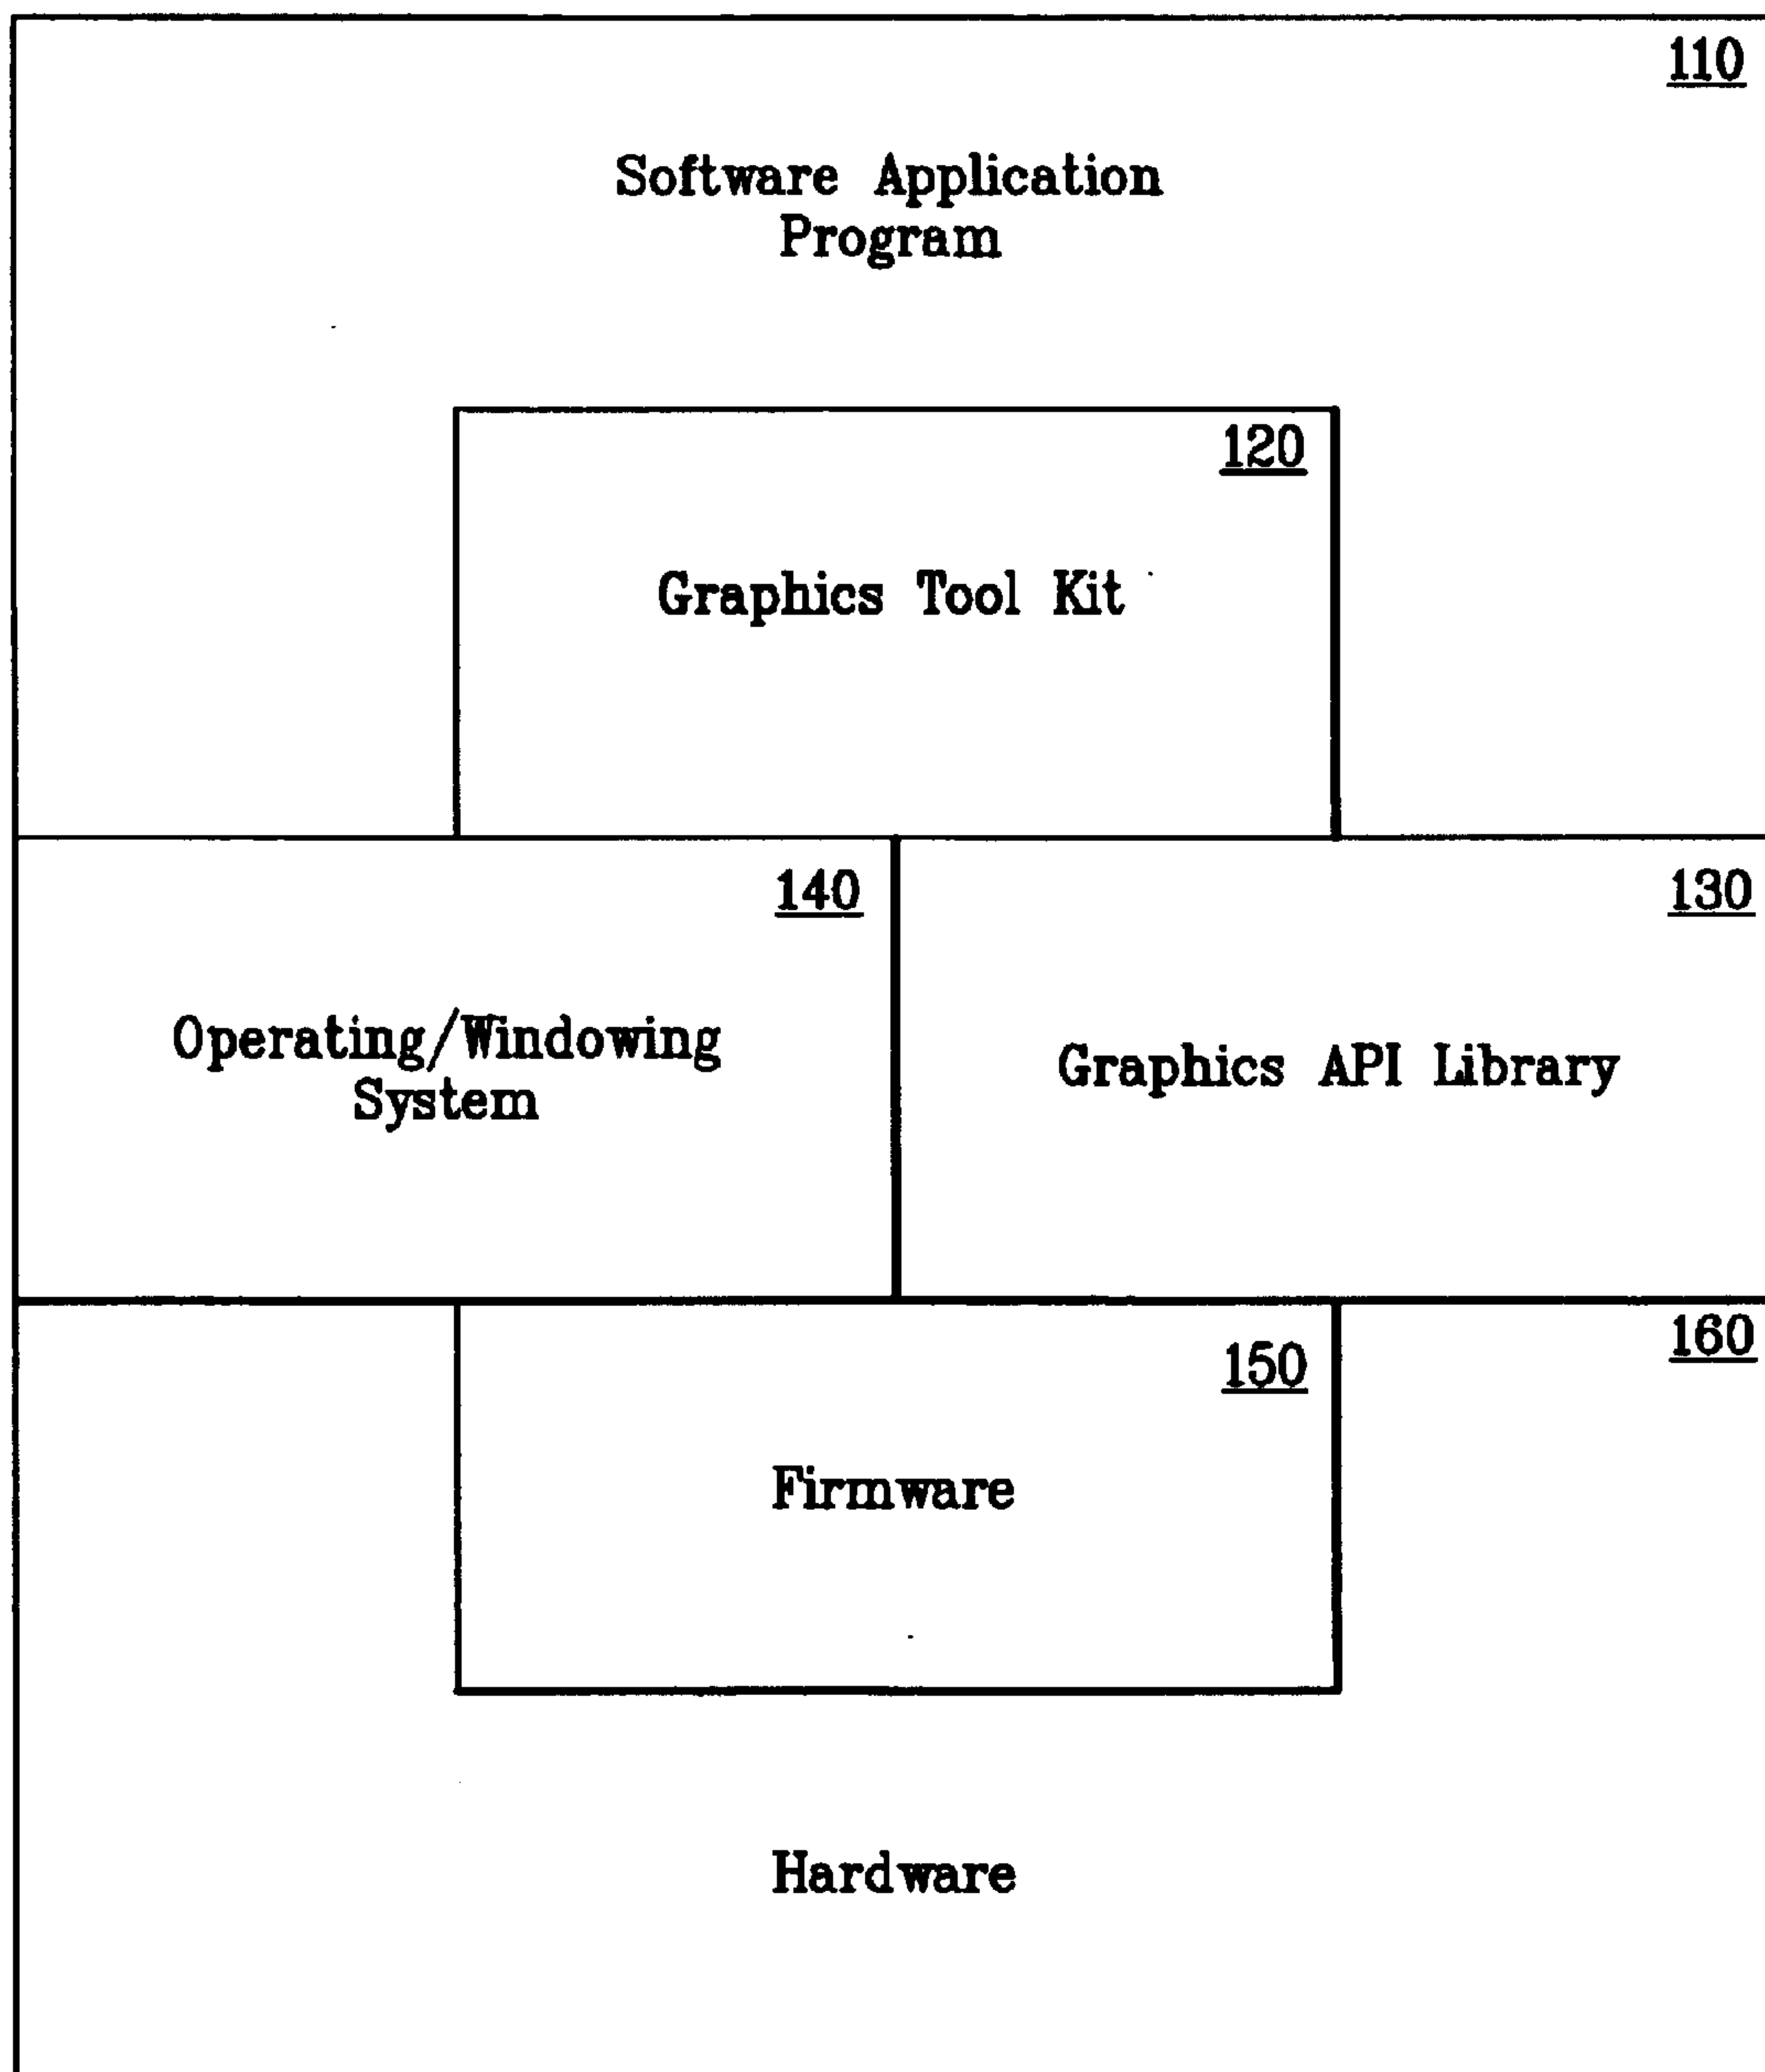 110
Software Application
Program
120
Graphics Tool Kit
140
Operating/Windowing
System
130
Graphics API Library
150
Firmware
160
Hardware